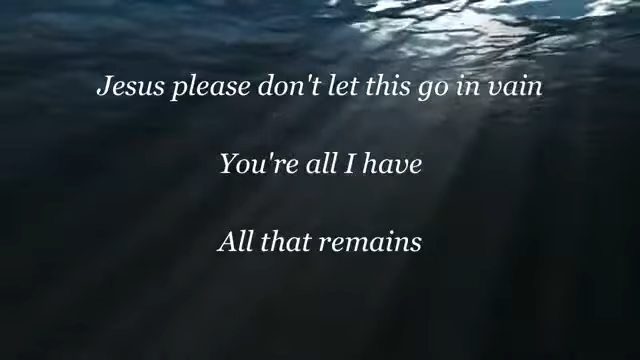 Jesus please don't let this go in vain
You're all I have
All that remains